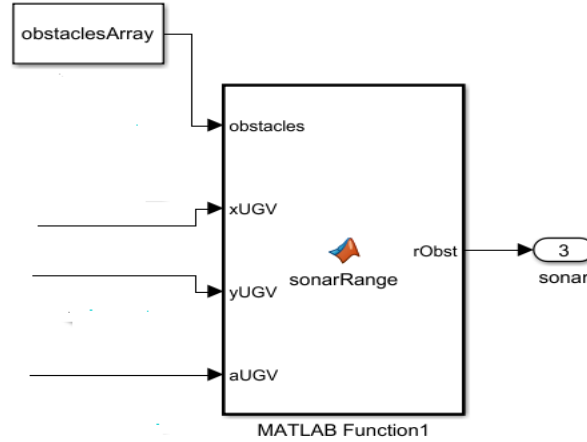 obstaclesArray
obstacles
xUGV
yUGV
aUGV
sonarRange
rObst
MATLAB Function1
3
sonar